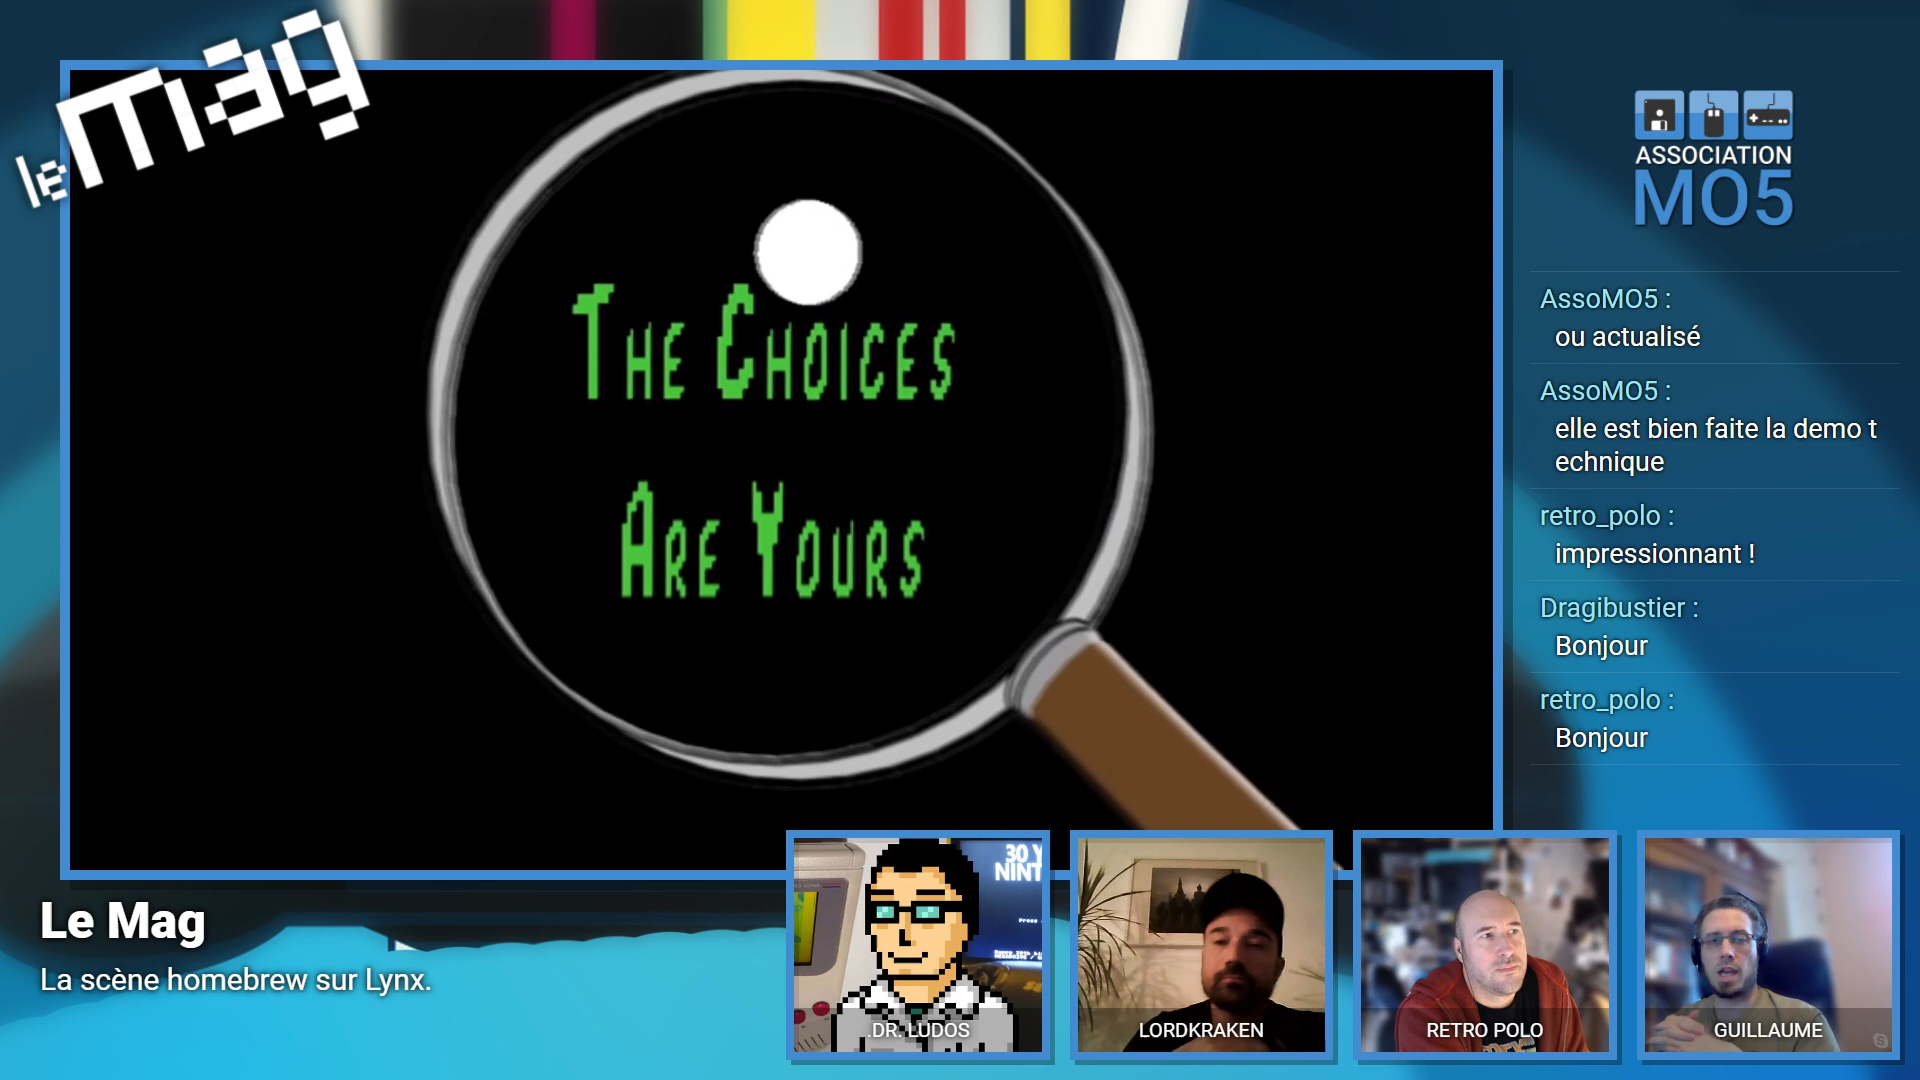 le Mag
The Choices
Are Yours
ASSOCIATION
MO5
AssoMO5 :
ou actualisé
AssoMO5 :
elle est bien faite la demo t
echnique
retro_polo :
impressionnant !
Dragibustier :
Bonjour
retro_polo :
Bonjour
Le Mag
La scène homebrew sur Lynx.
30 Y
NINT
DR. LUDOS
LORDKRAKEN
RETRO POLO
GUILLAUME